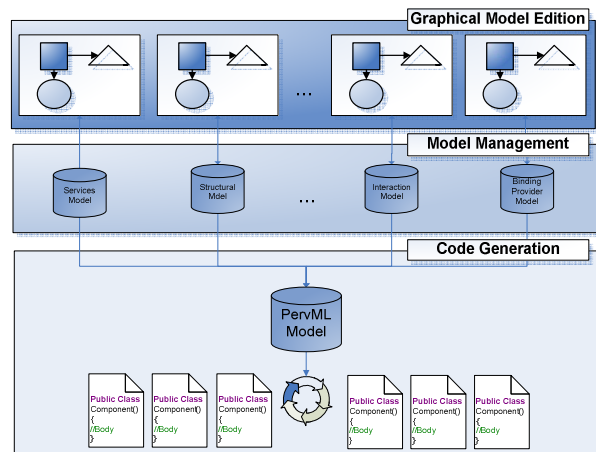 Graphical Model Edition
...
Model Management
Services
Model
Structural
Mdel
...
Interaction
Model
Binding
Provider
Model
Code Generation
PervML
Model
Public Class
Component()
{
//Body
}
Public Class
Component()
{
//Body
}
Public Class
Component()
{
//Body
}
Public Class
Component()
{
//Body
}
Public Class
Component()
{
//Body
}
Public Class
Component()
{
//Body
}